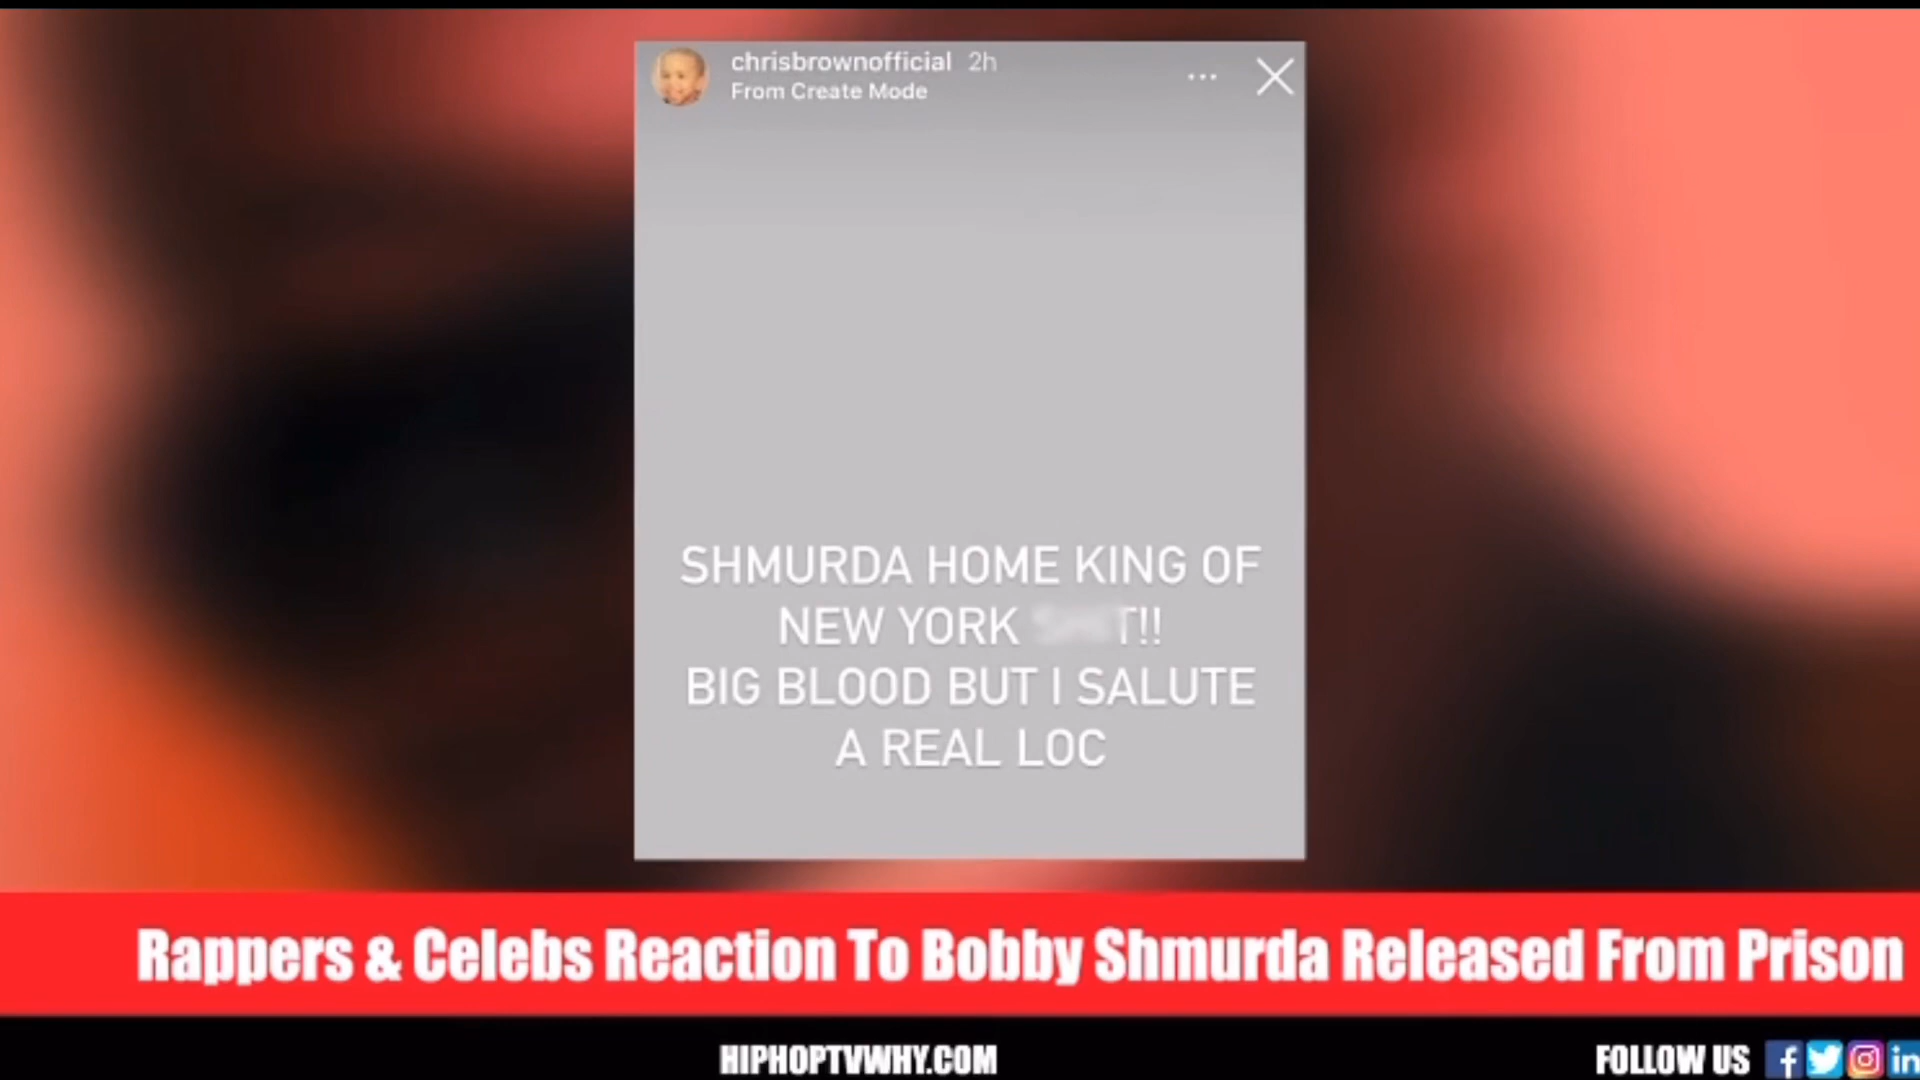 chrisbrownofficial 2h
From Create Mode
SHMURDA HOME KING OF
NEW YORK SHIT!!
BIG BLOOD BUT I SALUTE
A REAL LOC
Rappers & Celebs Reaction To Bobby Shmurda Released From Prison
HIPHOPTVWHY.COM
FOLLOW US